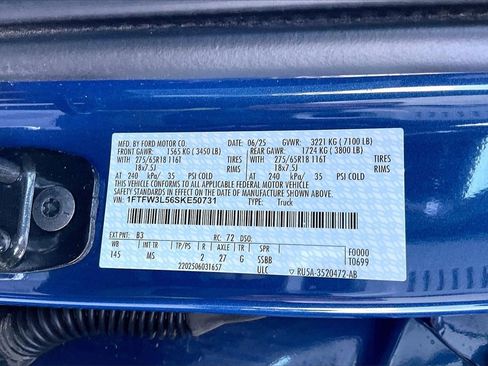 MFD. BY FORD MOTOR CO. 06/25 GVWR: 3221 KG ( 7100 LB)
FRONT GAWR: 1565 KG ( 3450 LB) REAR GAWR: 1724 KG ( 3800 LB)
WITH WITH
275/65R18 116T TIRES 275/65R18 116T TIRES
18x7.5J RIMS 18x7.5J RIMS
AT 240 kPa/ 35 PSI COLD AT 240 kPa/ 35 PSI COLD
THIS VEHICLE CONFORMS TO ALL APPLICABLE FEDERAL MOTOR VEHICLE
SAFETY STANDARDS IN EFFECT ON THE DATE OF MANUFACTURE SHOWN ABOVE.
VIN: 1FTFW3L56SKE50731 TYPE: TRUCK
EXT PNT: B3 RC: 72 DSO:
WB INT TR TP/PS R AXLE TR SPR F0000
145 MS 2 27 G SSBB T0699
2202506031657 ULC RU5A-3520472-AB